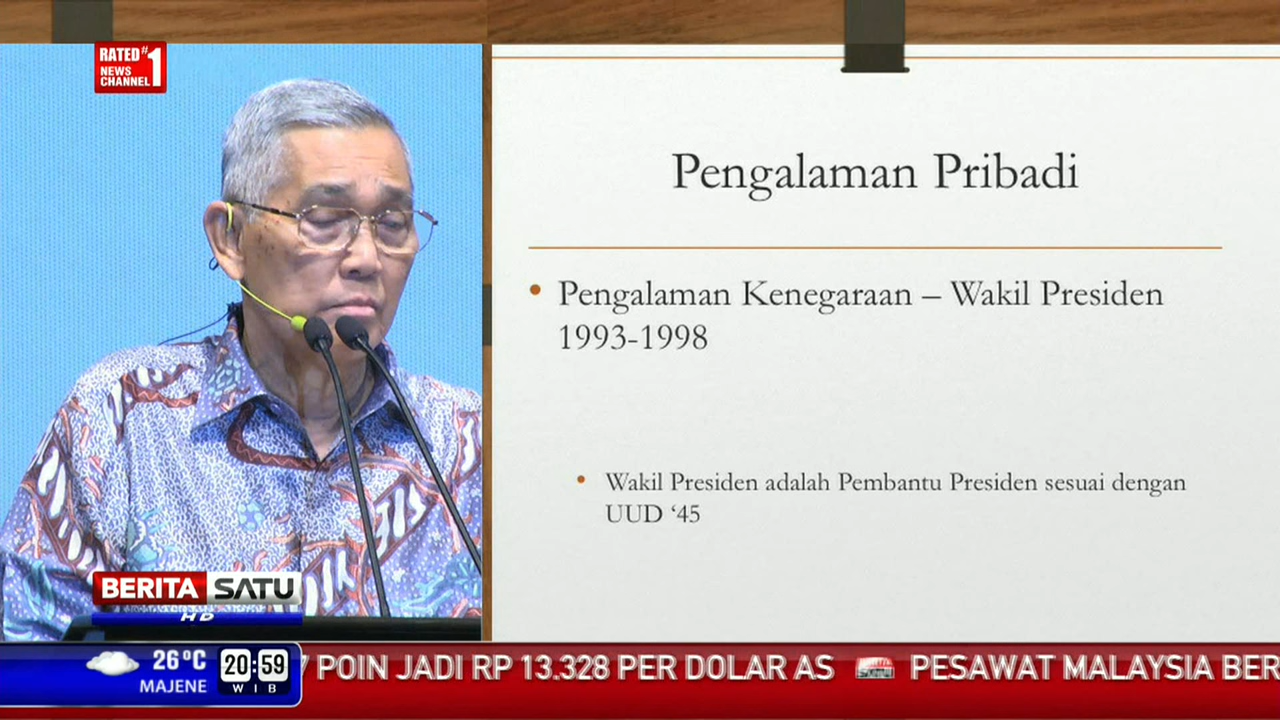 RATED #1
NEWS
CHANNEL
Pengalaman Pribadi
• Pengalaman Kenegaraan – Wakil Presiden
1993-1998
• Wakil Presiden adalah Pembantu Presiden sesuai dengan
UUD ‘45
BERITA SATU
HD
26°C
MAJENE
20:59
WIB
7 POIN JADI RP 13.328 PER DOLAR AS PESAWAT MALAYSIA BER